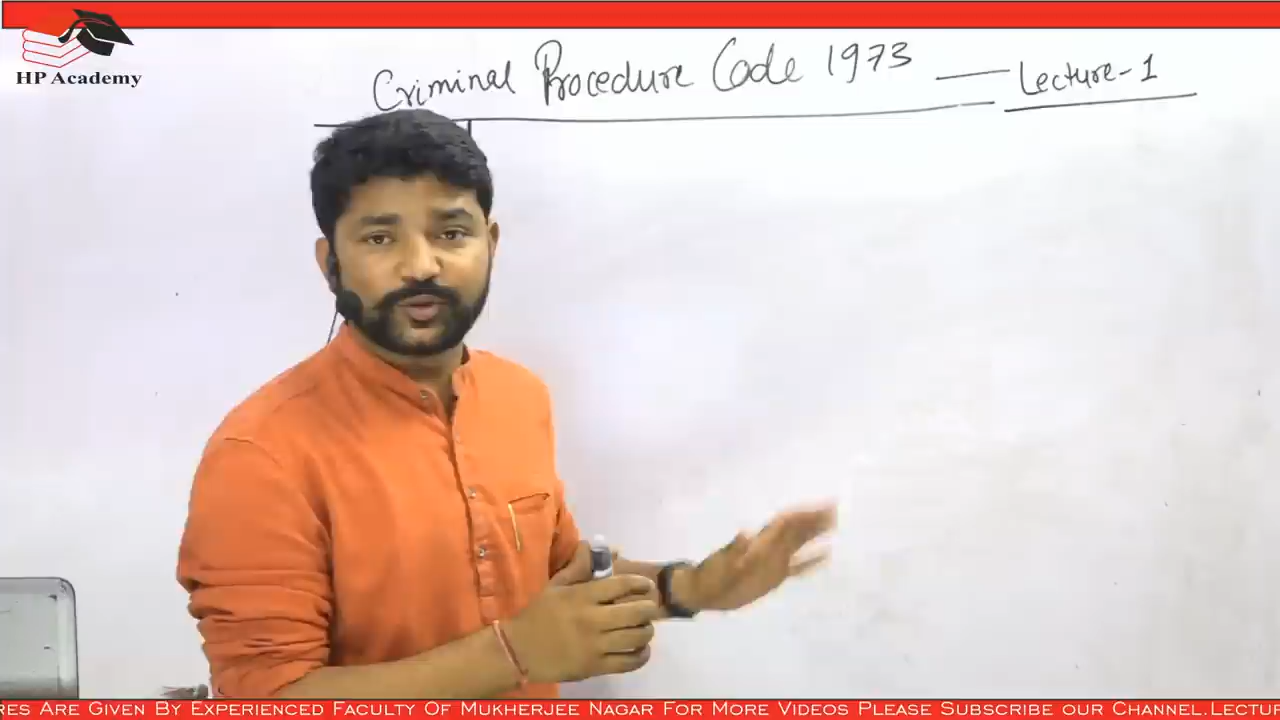 HP Academy
Criminal Procedure Code 1973 — Lecture-1
RES ARE GIVEN BY EXPERIENCED FACULTY OF MUKHERJEE NAGAR FOR MORE VIDEOS PLEASE SUBSCRIBE OUR CHANNEL.LECTUR